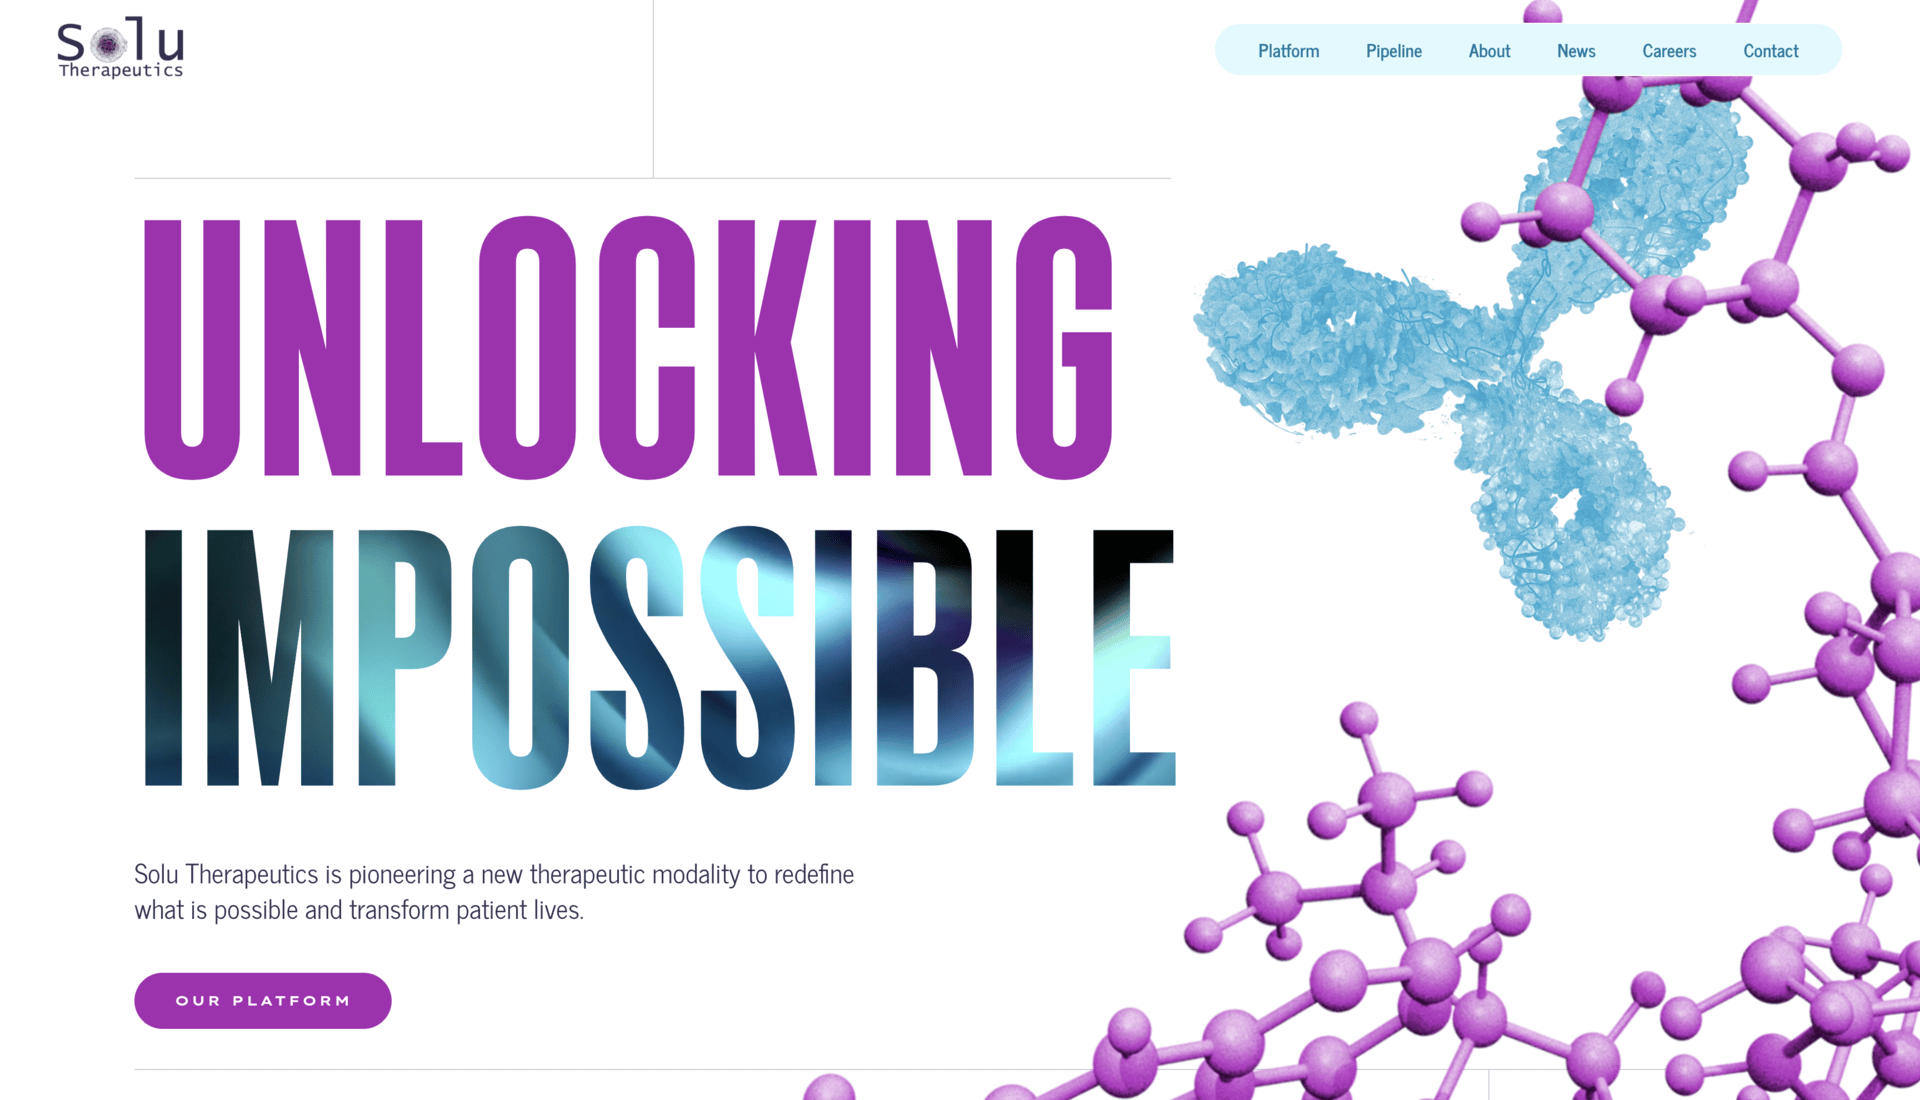 Solu
Therapeutics
Platform Pipeline About News Careers Contact
UNLOCKING
IMPOSSIBLE
Solu Therapeutics is pioneering a new therapeutic modality to redefine
what is possible and transform patient lives.
OUR PLATFORM